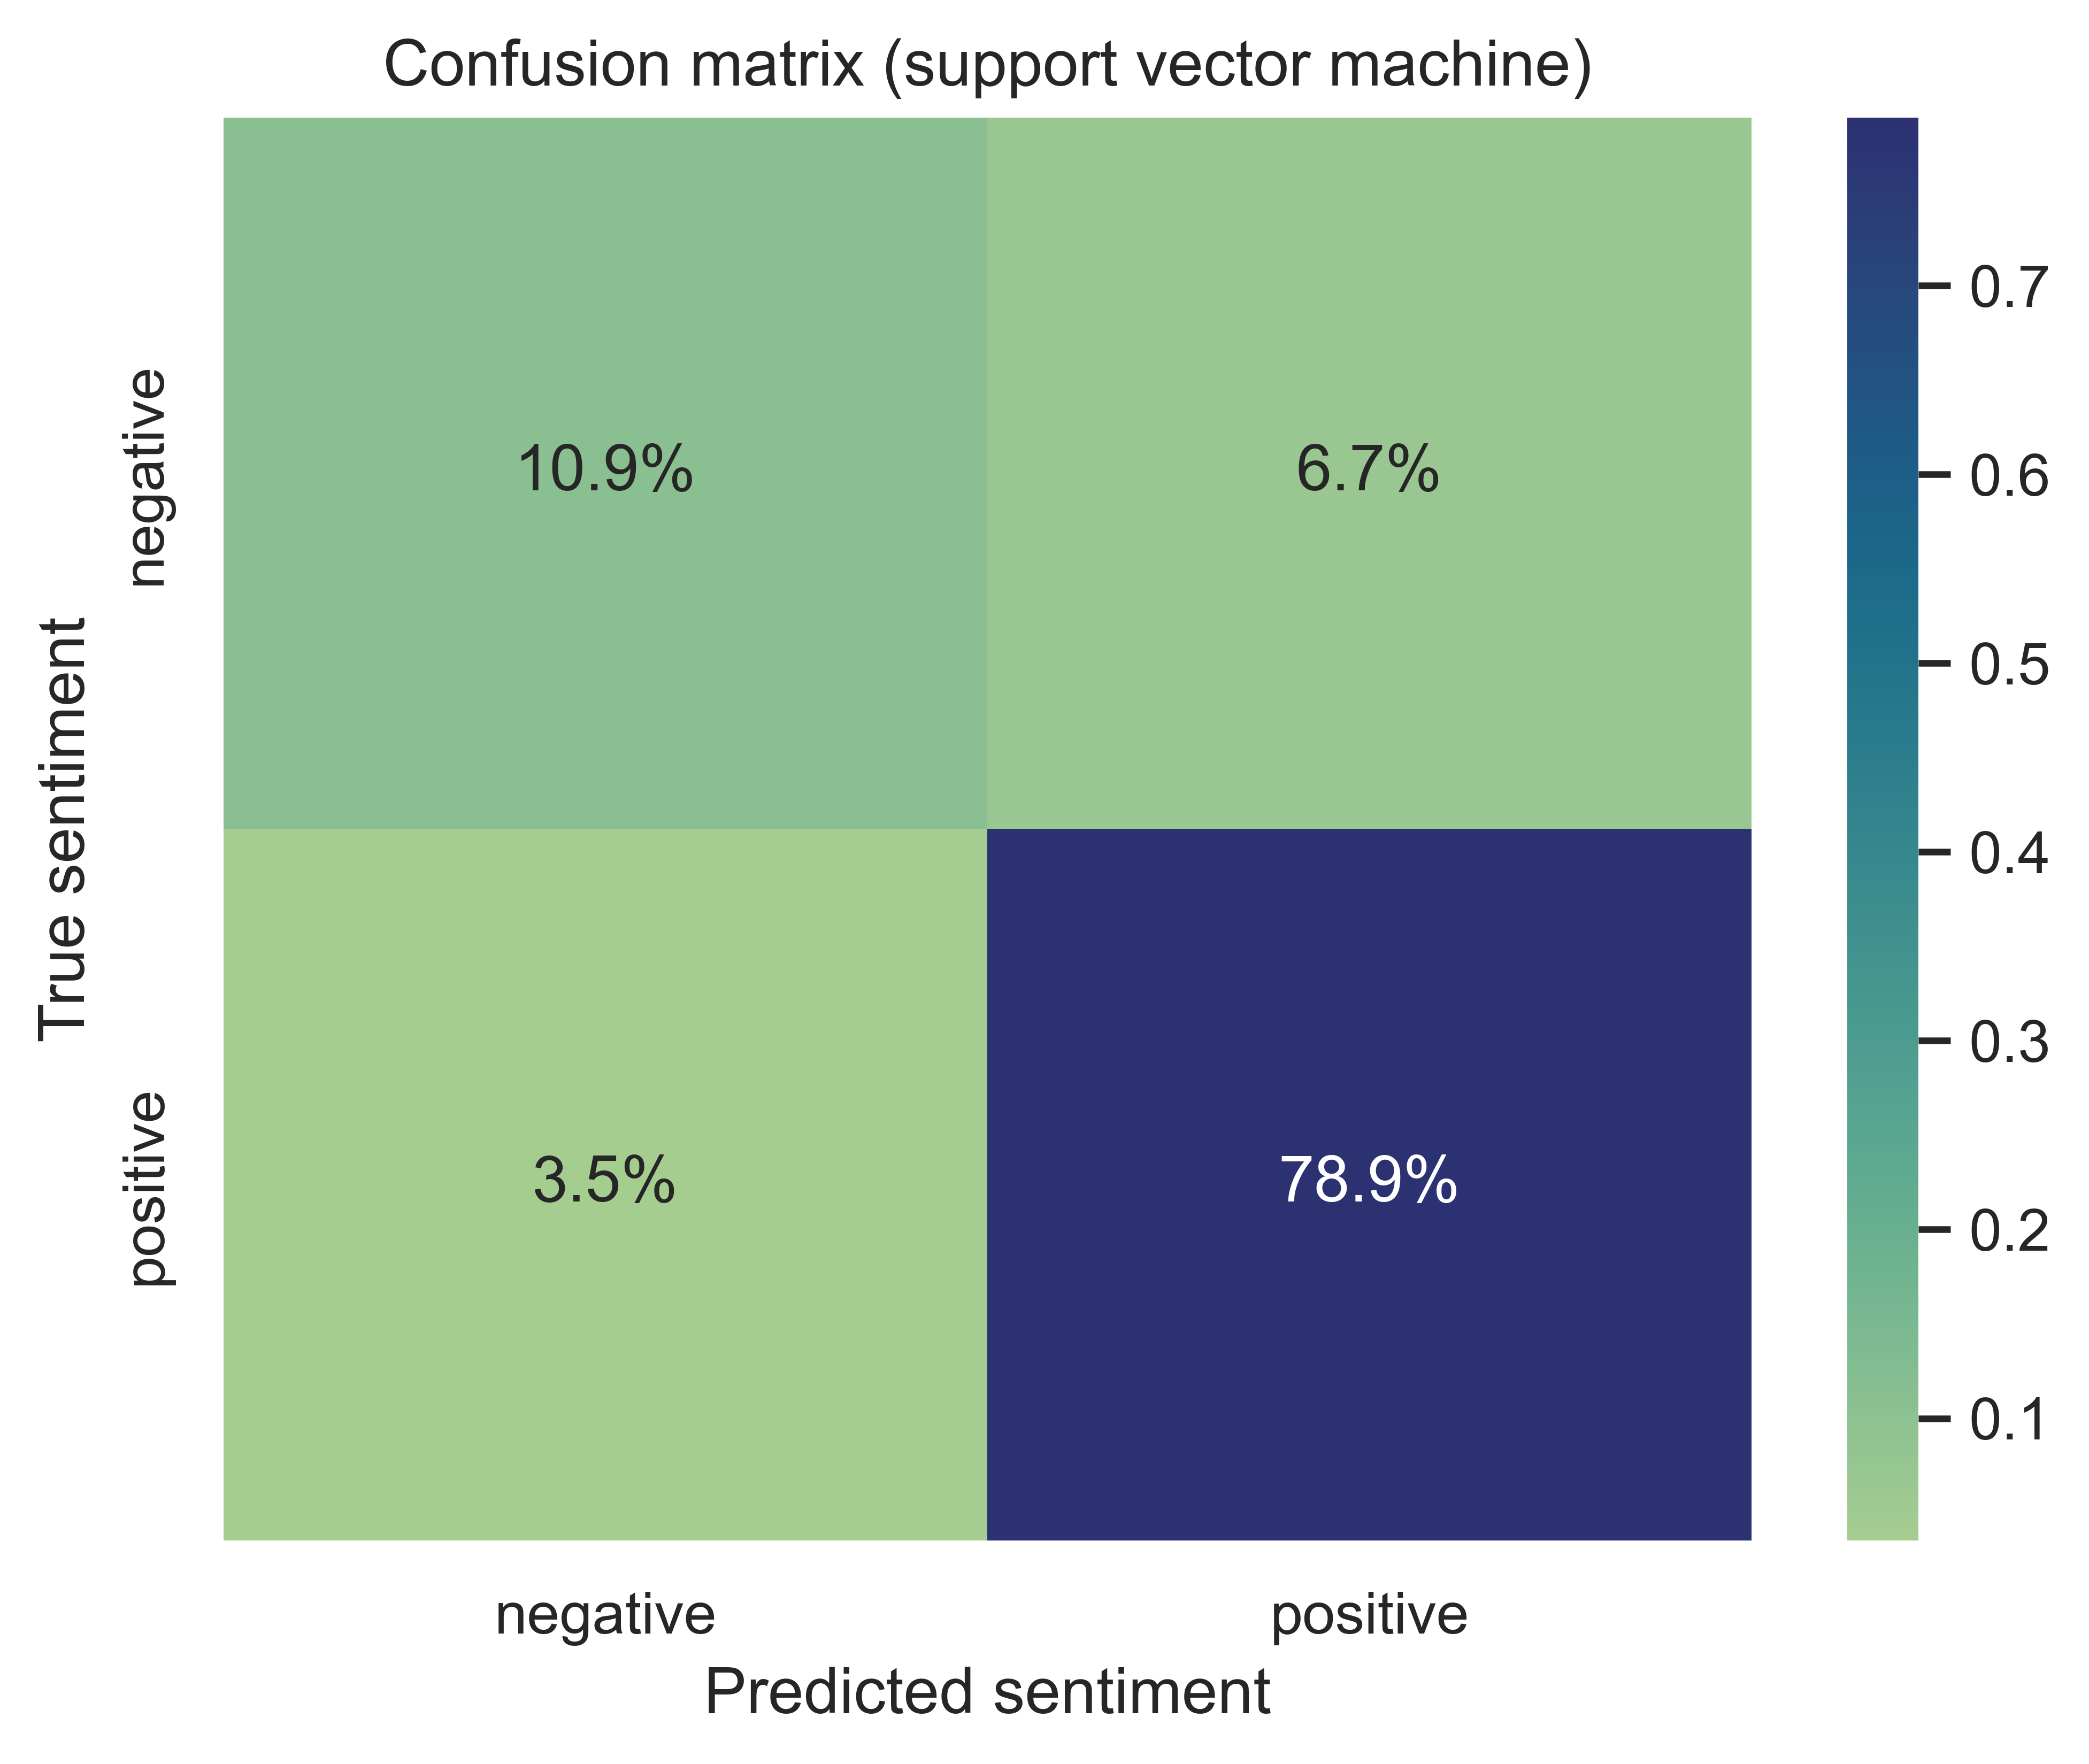 Confusion matrix (support vector machine)
True sentiment
negative
10.9%
6.7%
positive
3.5%
78.9%
negative
positive
Predicted sentiment
0.7
0.6
0.5
0.4
0.3
0.2
0.1